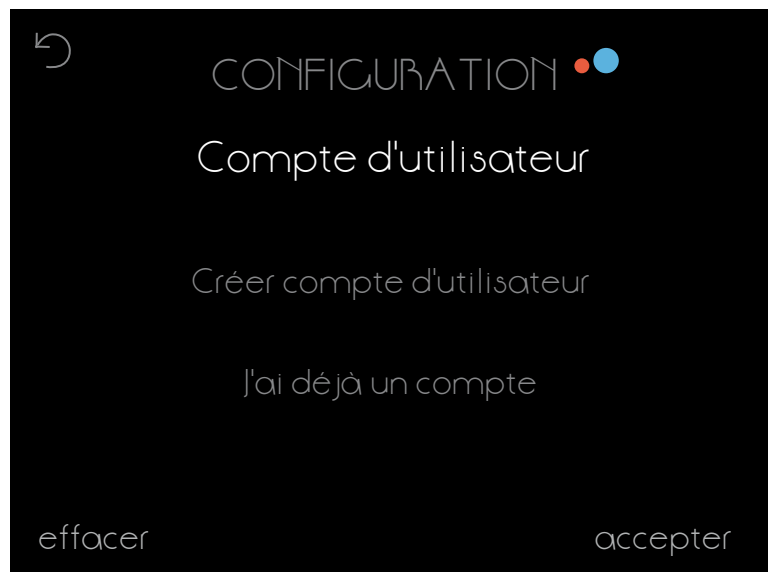 CONFIGURATION
Compte d'utilisateur
Créer compte d'utilisateur
J'ai déjà un compte
effacer
accepter